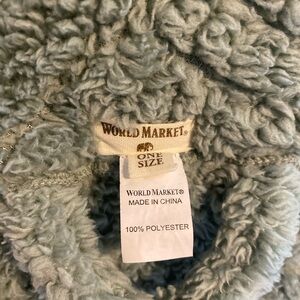 WORLD MARKET®
ONE
SIZE
WORLD MARKET®
MADE IN CHINA
100% POLYESTER